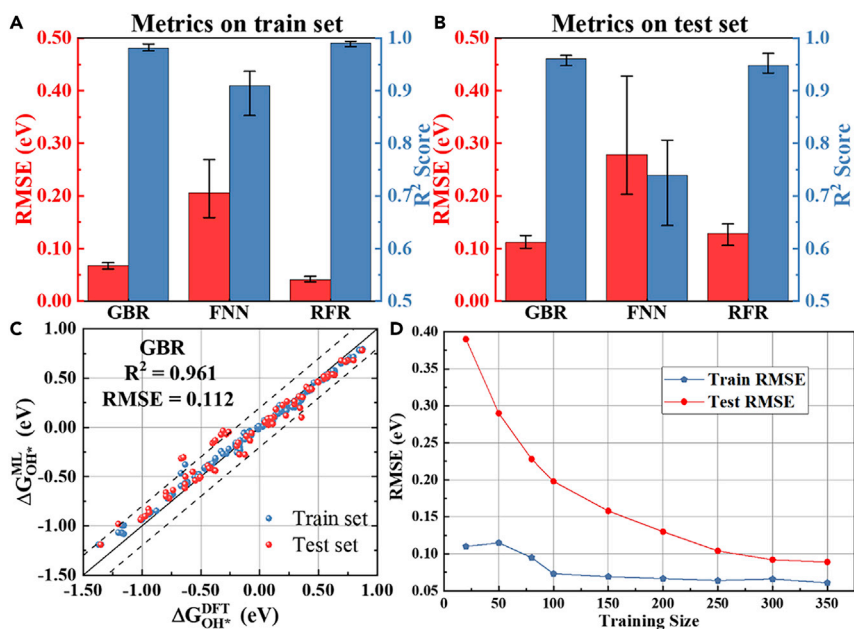 A
Metrics on train set
0.50
0.40
0.30
0.20
0.10
0.00
RMSE (eV)
1.0
0.9
0.8
0.7
0.6
0.5
R² Score
GBR FNN RFR
B
Metrics on test set
0.50
0.40
0.30
0.20
0.10
0.00
RMSE (eV)
1.0
0.9
0.8
0.7
0.6
0.5
R² Score
GBR FNN RFR
C
1.00
0.50
0.00
-0.50
-1.00
-1.50
ΔG^ML_OH* (eV)
GBR
R² = 0.961
RMSE = 0.112
Train set
Test set
-1.50 -1.00 -0.50 0.00 0.50 1.00
ΔG^DFT_OH* (eV)
D
0.40
0.35
0.30
0.25
0.20
0.15
0.10
0.05
RMSE (eV)
Train RMSE
Test RMSE
0 50 100 150 200 250 300 350
Training Size